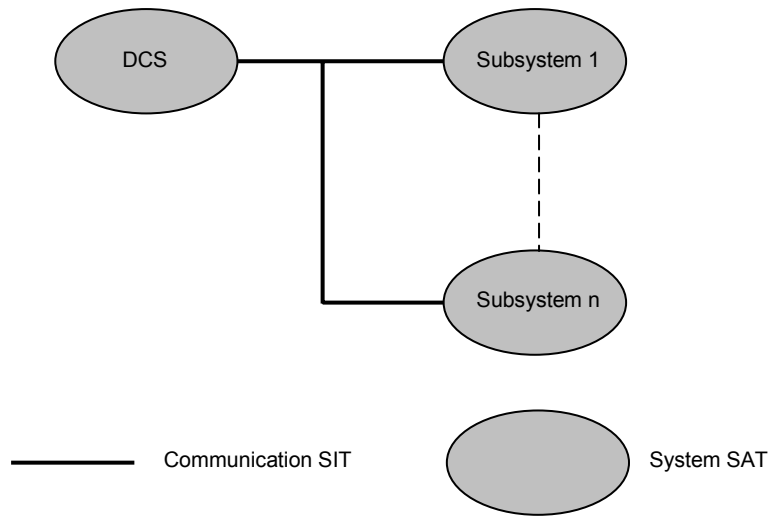 DCS
Subsystem 1
Subsystem n
Communication SIT
System SAT